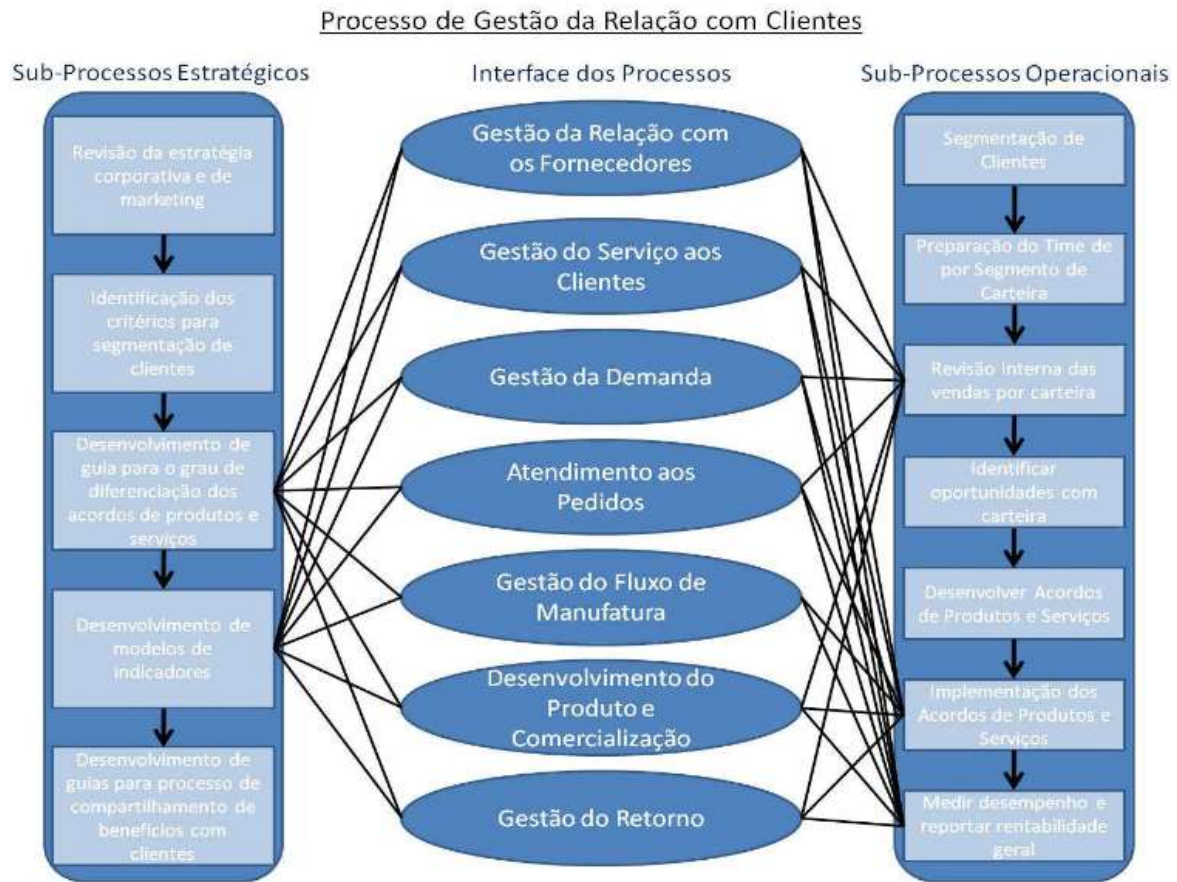 Processo de Gestão da Relação com Clientes
Sub-Processos Estratégicos
Revisão da estratégia
corporativa e de
marketing
Identificação dos
critérios para
segmentação de
clientes
Desenvolvimento de
guia para o grau de
diferenciação dos
acordos de produtos e
serviços
Desenvolvimento de
modelos de
indicadores
Desenvolvimento de
guias para processo de
compartilhamento de
benefícios com
clientes
Interface dos Processos
Gestão da Relação com
os Fornecedores
Gestão do Serviço aos
Clientes
Gestão da Demanda
Atendimento aos
Pedidos
Gestão do Fluxo de
Manufatura
Desenvolvimento do
Produto e
Comercialização
Gestão do Retorno
Sub-Processos Operacionais
Segmentação de
Clientes
Preparação do Time de
por Segmento de
Carteira
Revisão Interna das
vendas por carteira
Identificar
oportunidades com
carteira
Desenvolver Acordos
de Produtos e Serviços
Implementação dos
Acordos de Produtos e
Serviços
Medir desempenho e
reportar rentabilidade
geral